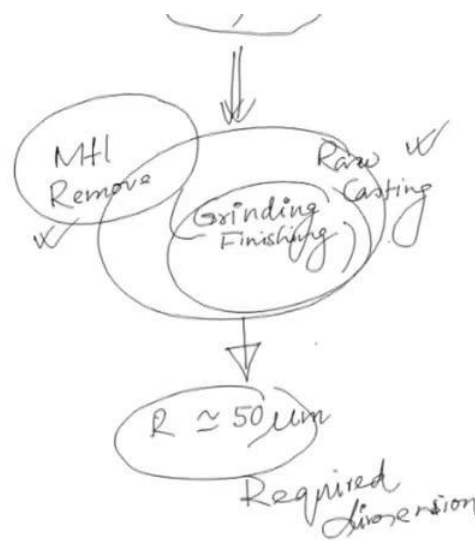 Mtl
Remove
Raw
Casting
Grinding
Finishing
R ≃ 50 μm
Required
dimension